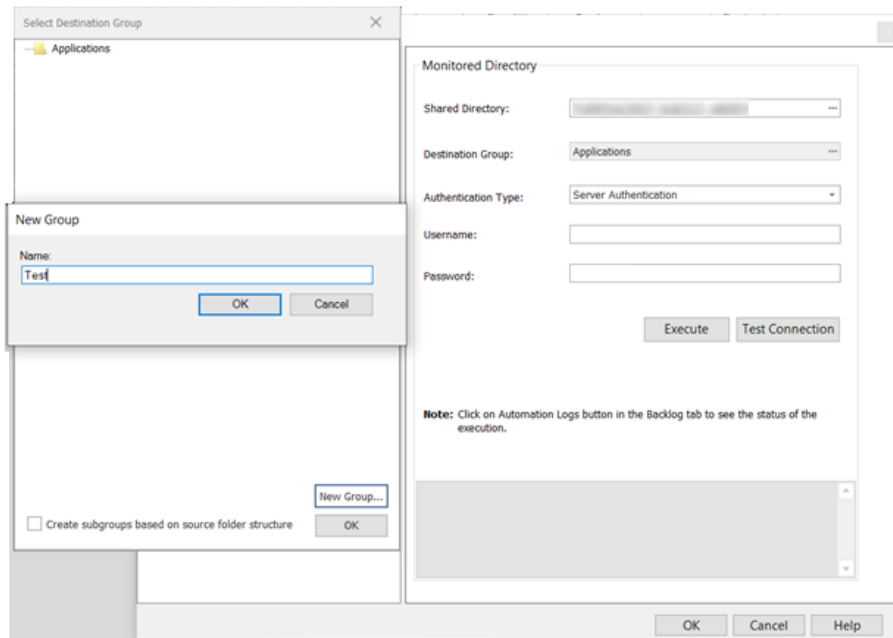 Select Destination Group
Applications
New Group
Name:
Test
OK
Cancel
New Group...
Create subgroups based on source folder structure
OK
Monitored Directory
Shared Directory:
...
Destination Group:
Applications
...
Authentication Type:
Server Authentication
Username:
Password:
Execute
Test Connection
Note: Click on Automation Logs button in the Backlog tab to see the status of the
execution.
OK
Cancel
Help